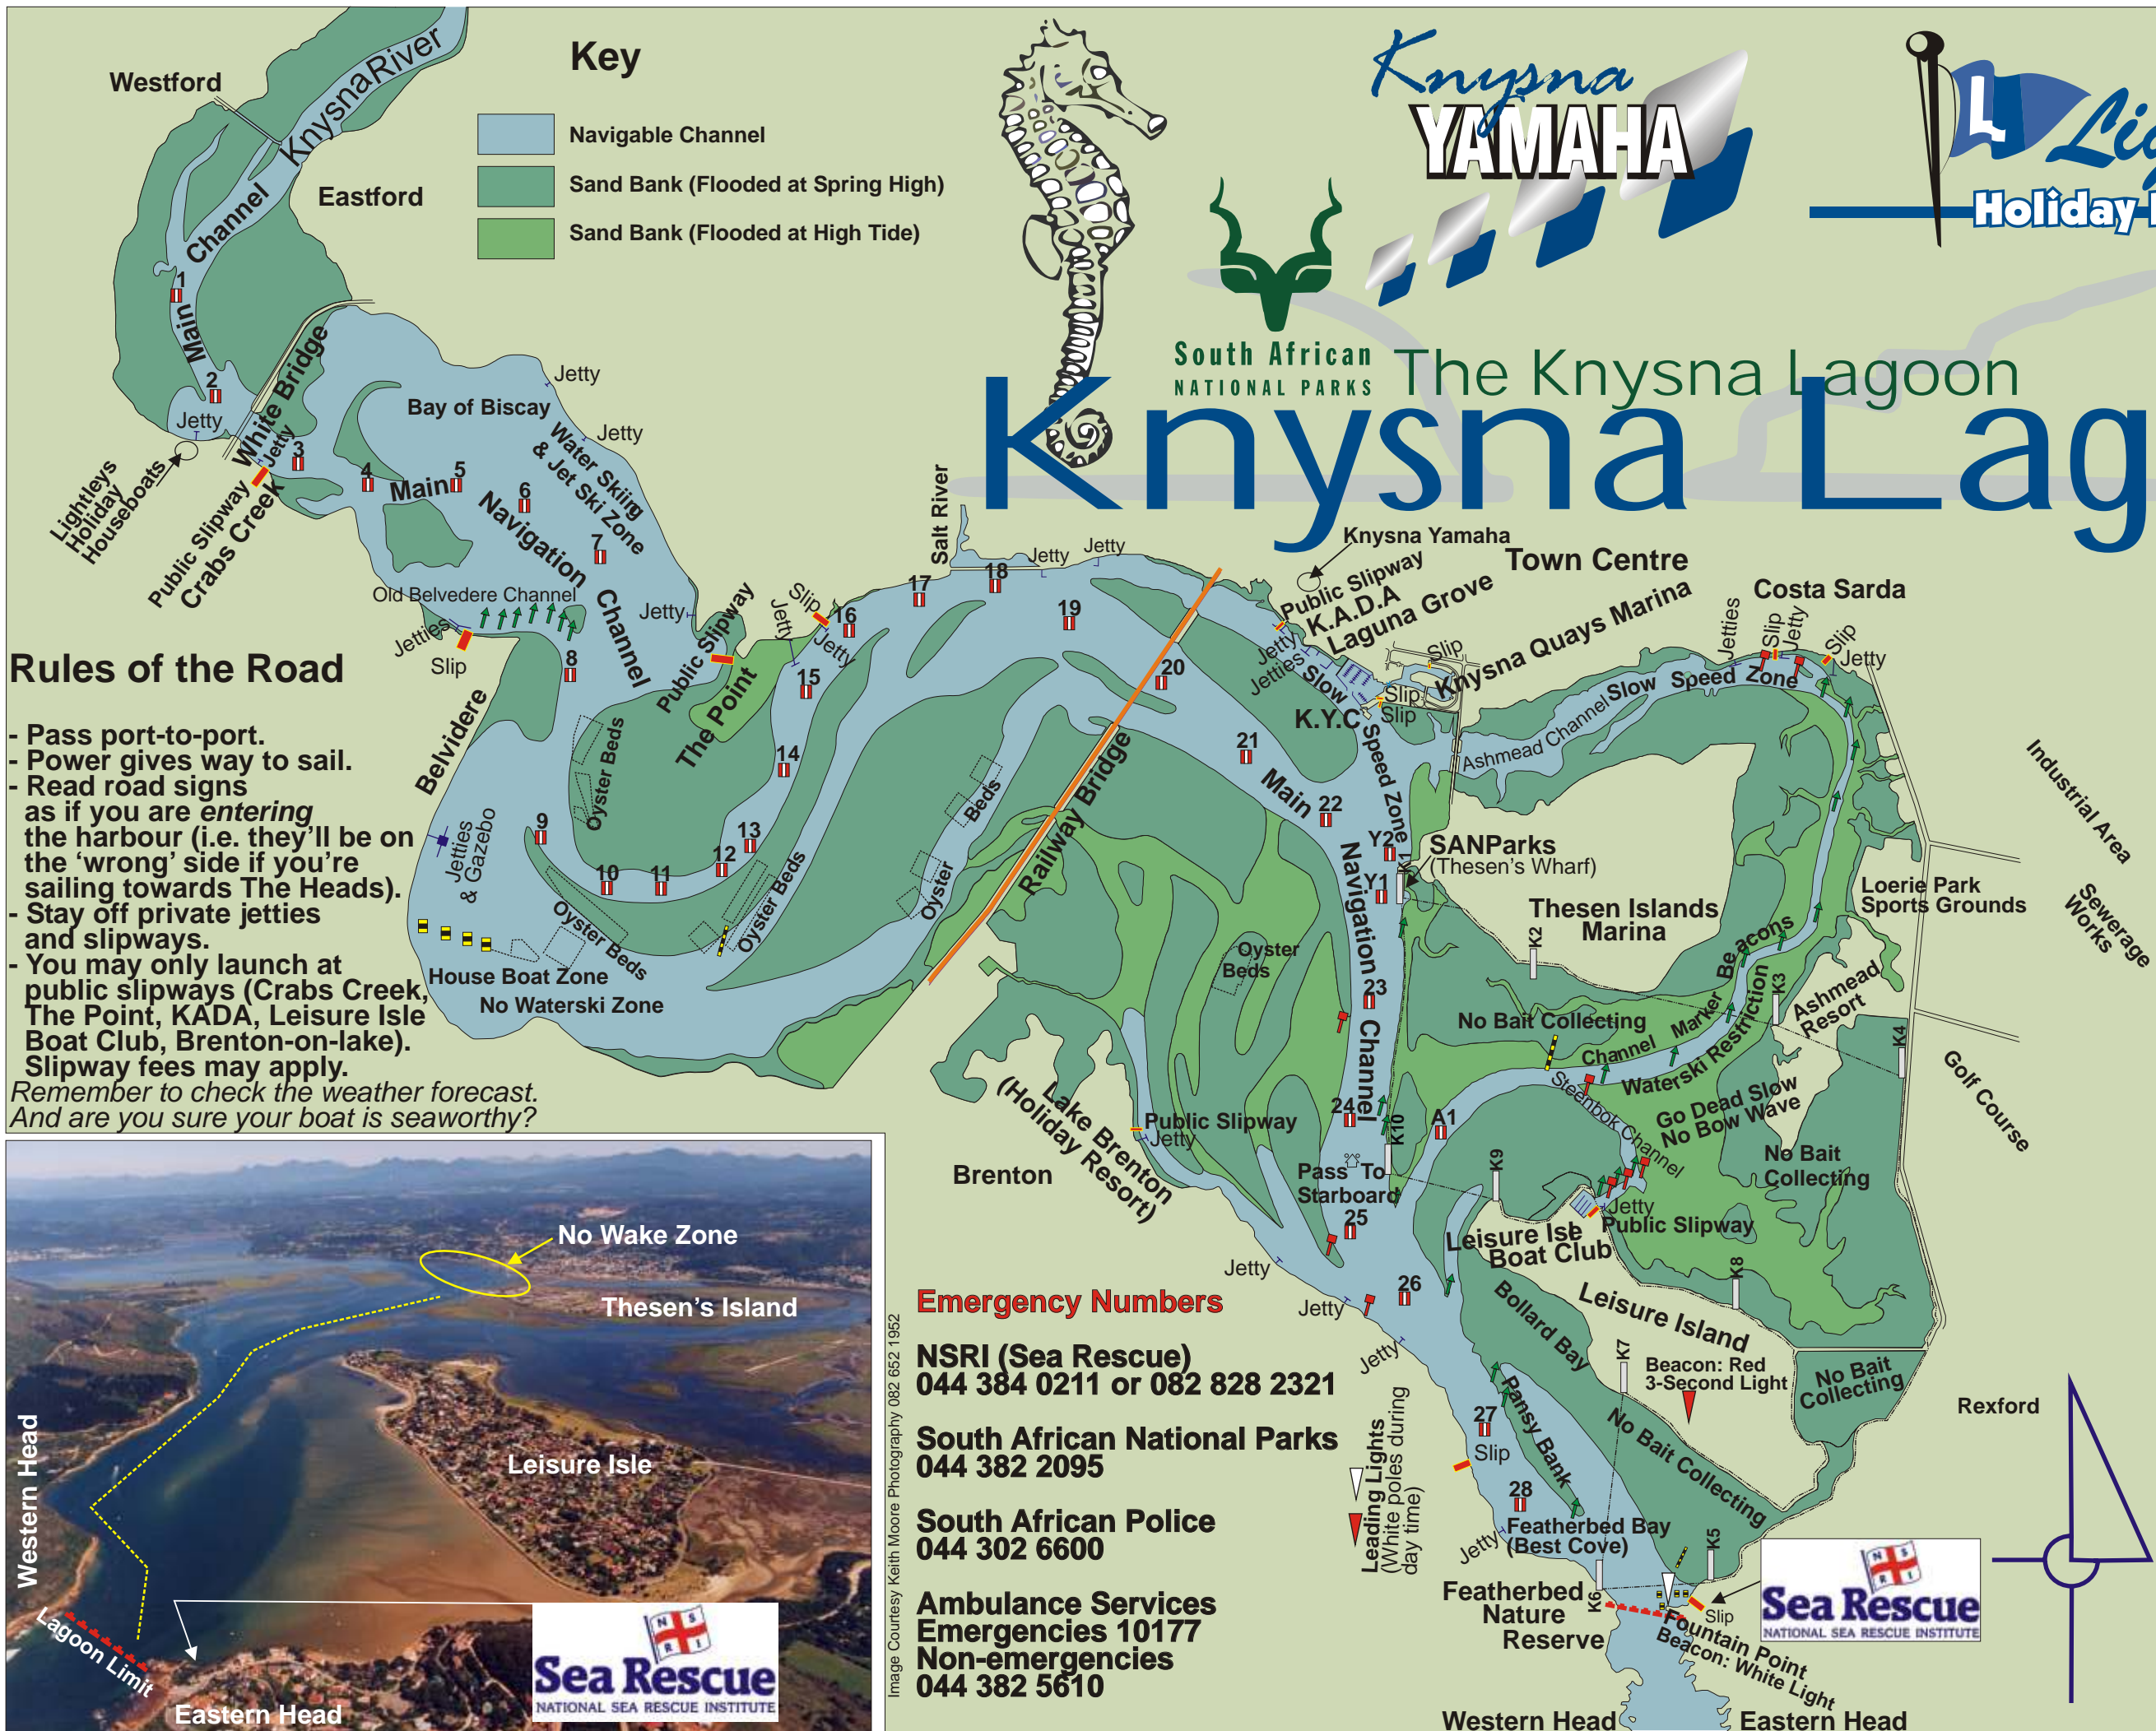 Key
Navigable Channel
Sand Bank (Flooded at Spring High)
Sand Bank (Flooded at High Tide)
Knysna
YAMAHA
L
Holiday
South African
NATIONAL PARKS
The Knysna Lagoon
Knysna Lag
Westford
Knysna River
Eastford
Main Channel
1
2
Jetty
White Bridge
Jetty
3
Lightleys
Holiday
Houseboats
Public Slipway
Crabs Creek
4
Main
5
6
7
Navigation
Channel
Bay of Biscay
Water Skiing
& Jet Ski Zone
Jetty
Jetty
Jetty
Old Belvedere Channel
Jetties
Slip
8
Belvidere
Public Slipway
The Point
Slip
Jetty
Jetty
16
15
14
13
12
11
10
9
17
18
19
20
Salt River
Jetty
Jetty
Oyster Beds
Oyster Beds
Oyster Beds
Oyster
Beds
Jetties
& Gazebo
House Boat Zone
No Waterski Zone
Railway Bridge
Knysna Yamaha
Public Slipway
K.A.D.A
Laguna Grove
Town Centre
Knysna Quays Marina
Costa Sarda
Jetty
Jetties
Slow
Speed Zone
K.Y.C
Slip
Slip
Slip
Jetties
Slip
Jetty
Slip
Jetty
Ashmead Channel
Slow Speed Zone
21
Main
22
Navigation
Channel
Y2
Y1
K1
SANParks
(Thesen's Wharf)
Thesen Islands
Marina
K2
Industrial Area
Loerie Park
Sports Grounds
Sewerage
Works
Oyster
Beds
23
No Bait Collecting
Channel Marker Beacons
Waterski Restriction
K3
Ashmead
Resort
K4
Golf Course
Steenbok Channel
Go Dead Slow
No Bow Wave
No Bait
Collecting
24
K10
A1
K9
Pass To
Starboard
25
Jetty
Public Slipway
Leisure Isle
Boat Club
Leisure Island
K8
Lake Brenton
(Holiday Resort)
Public Slipway
Jetty
Brenton
Jetty
Jetty
Jetty
26
Bollard Bay
K7
Beacon: Red
3-Second Light
No Bait
Collecting
Rexford
27
Slip
Pansy Bank
No Bait Collecting
28
Jetty
Featherbed Bay
(Best Cove)
K5
K6
Featherbed
Nature
Reserve
Slip
Fountain Point
Beacon: White Light
Western Head
Eastern Head
N S
R I
Sea Rescue
NATIONAL SEA RESCUE INSTITUTE
Rules of the Road
- Pass port-to-port.
- Power gives way to sail.
- Read road signs
as if you are entering
the harbour (i.e. they'll be on
the 'wrong' side if you're
sailing towards The Heads).
- Stay off private jetties
and slipways.
- You may only launch at
public slipways (Crabs Creek,
The Point, KADA, Leisure Isle
Boat Club, Brenton-on-lake).
Slipway fees may apply.
Remember to check the weather forecast.
And are you sure your boat is seaworthy?
No Wake Zone
Thesen's Island
Leisure Isle
Western Head
Lagoon Limit
Eastern Head
N S
R I
Sea Rescue
NATIONAL SEA RESCUE INSTITUTE
Image Courtesy Keith Moore Photography 082 652 1952
Emergency Numbers
NSRI (Sea Rescue)
044 384 0211 or 082 828 2321
South African National Parks
044 382 2095
South African Police
044 302 6600
Ambulance Services
Emergencies 10177
Non-emergencies
044 382 5610
Leading Lights
(White poles during
day time)